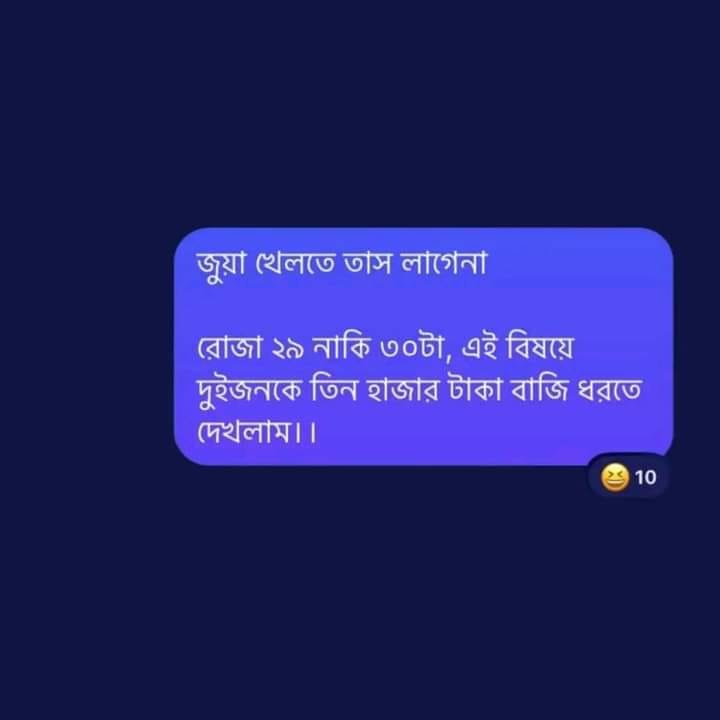 জুয়া খেলতে তাস লাগেনা
রোজা ২৯ নাকি ৩০টা, এই বিষয়ে
দুইজনকে তিন হাজার টাকা বাজি ধরতে
দেখলাম।।
😆 10